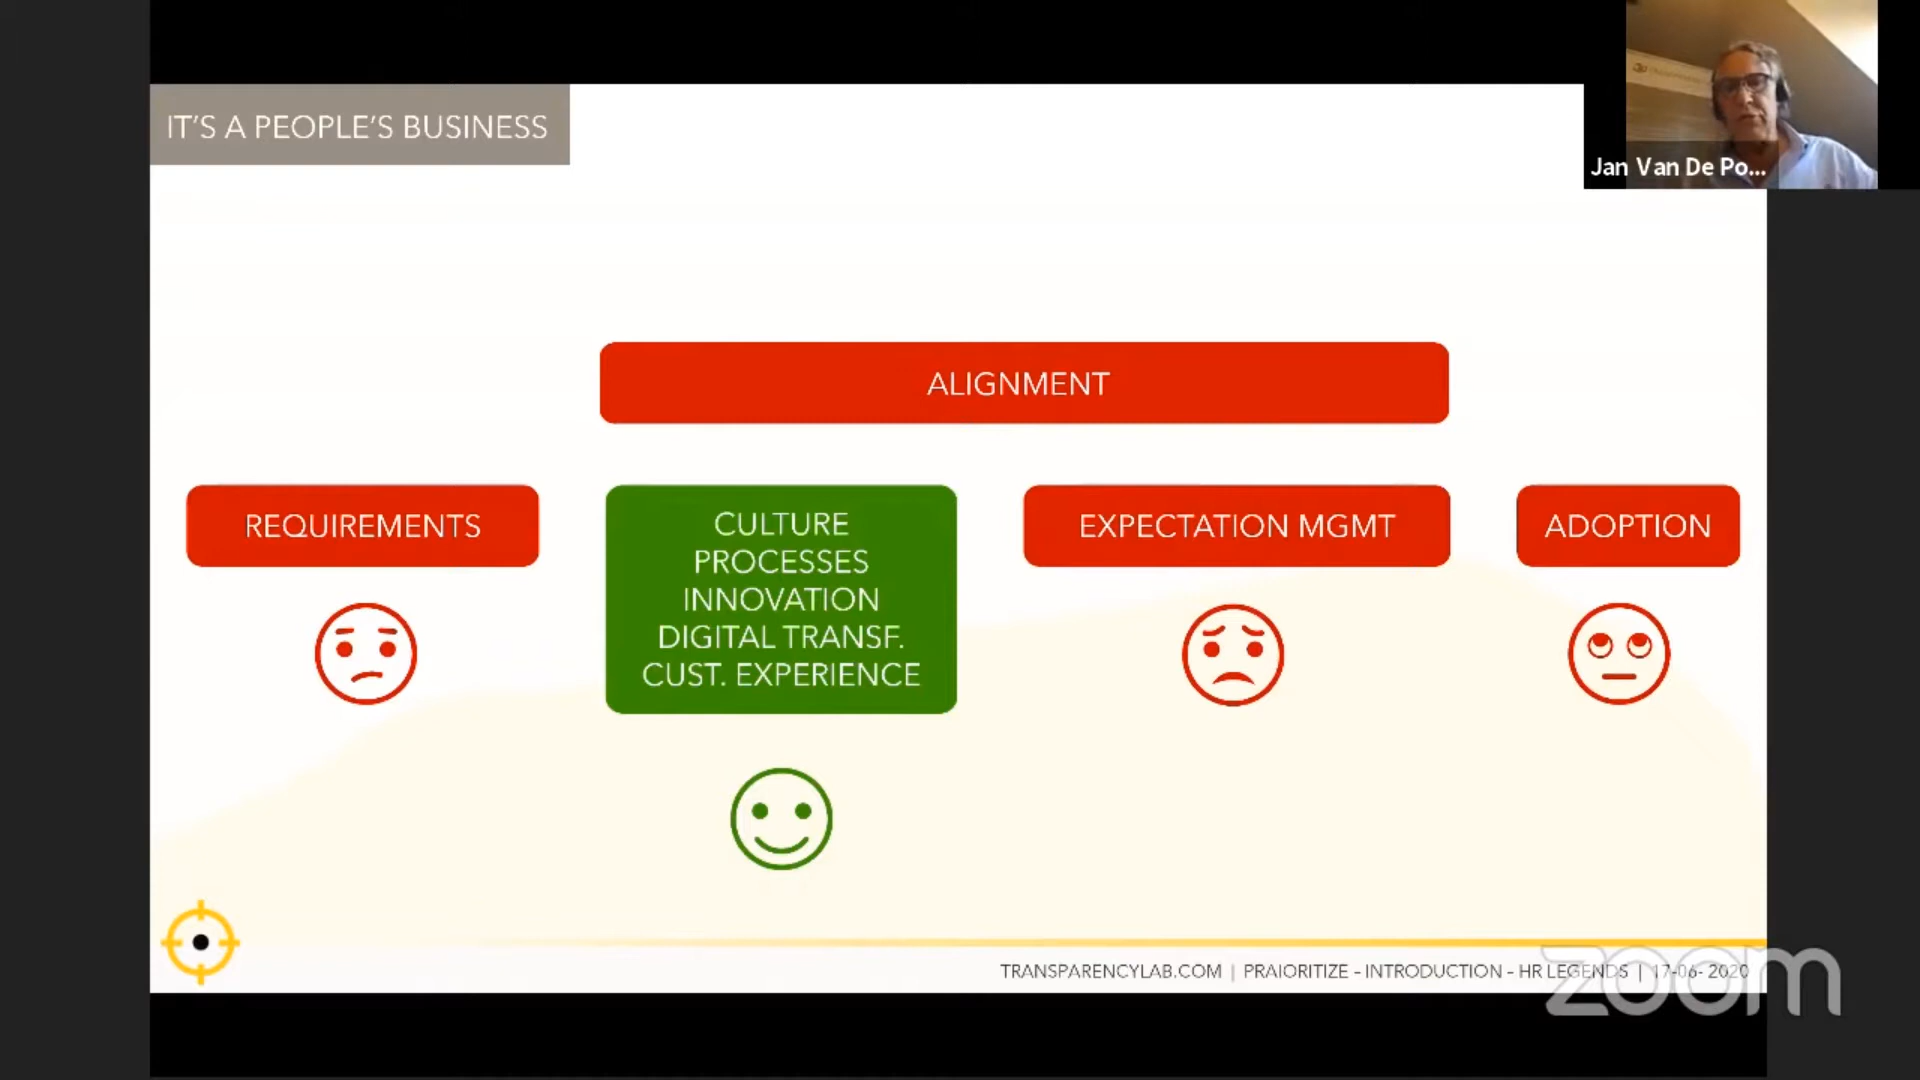 IT'S A PEOPLE'S BUSINESS
Jan Van De Po...
ALIGNMENT
REQUIREMENTS
CULTURE
PROCESSES
INNOVATION
DIGITAL TRANSF.
CUST. EXPERIENCE
EXPECTATION MGMT
ADOPTION
TRANSPARENCYLAB.COM | PRAIORITIZE - INTRODUCTION - HR LEGENDS | 17-06- 2020
zoom